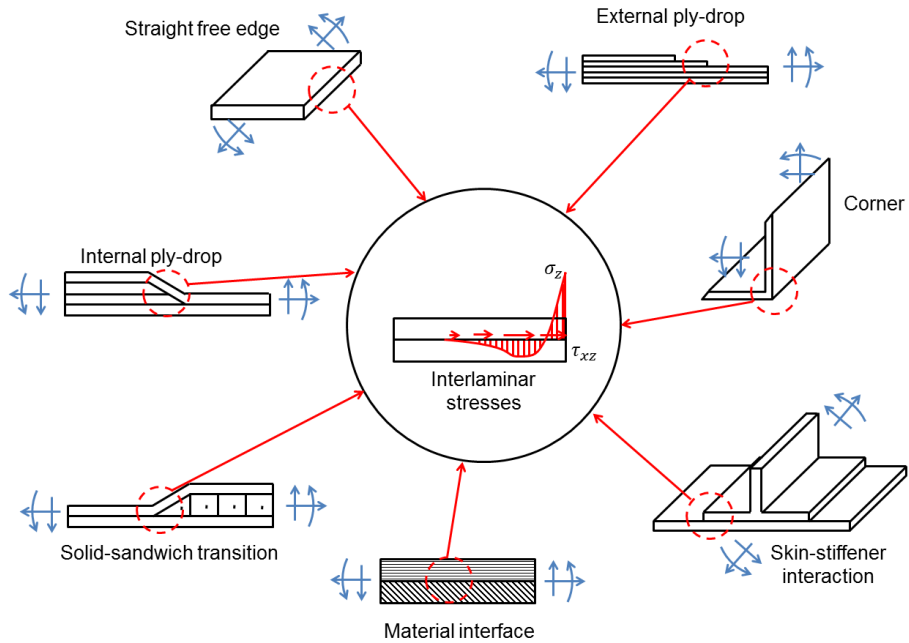 Straight free edge
External ply-drop
Corner
Internal ply-drop
σz
τxz
Interlaminar
stresses
Solid-sandwich transition
Skin-stiffener
interaction
Material interface